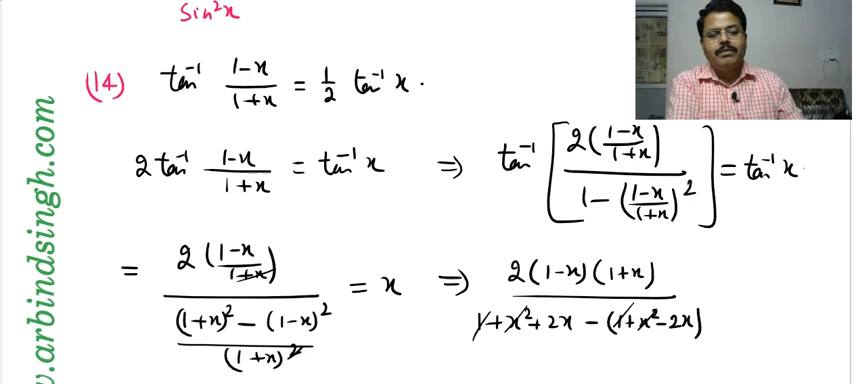 sin²x
(14) tan⁻¹ (1-x)/(1+x) = 1/2 tan⁻¹ x.
2 tan⁻¹ (1-x)/(1+x) = tan⁻¹ x ⇒ tan⁻¹ [ 2((1-x)/(1+x)) / (1-((1-x)/(1+x))²) ] = tan⁻¹ x
= 2((1-x)/(1+x)) / (((1+x)² - (1-x)²)/(1+x)²) = x ⇒ 2(1-x)(1+x) / (1+x²+2x-(1+x²-2x))
w.arbindsingh.com